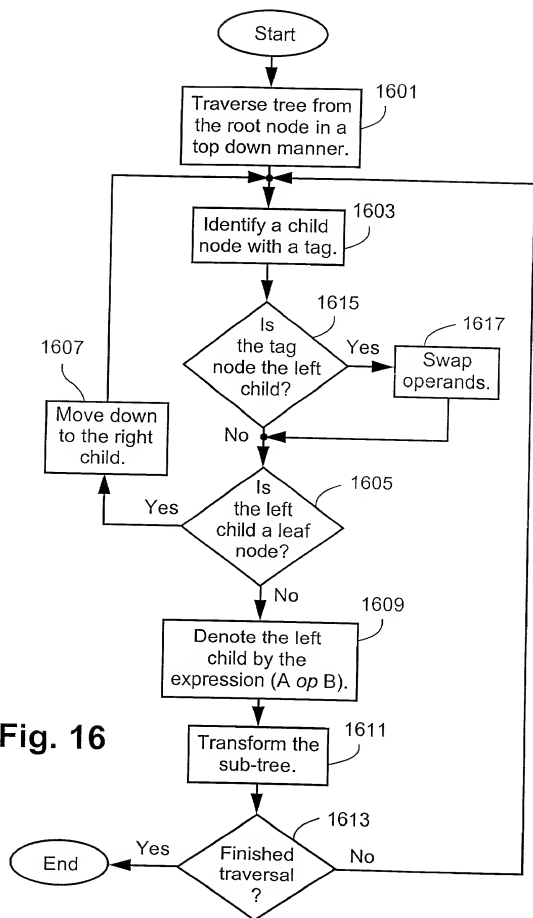 Start
1601
Traverse tree from
the root node in a
top down manner.
1603
Identify a child
node with a tag.
1615
Is
the tag
node the left
child?
Yes
1617
Swap
operands.
1607
Move down
to the right
child.
No
1605
Is
the left
child a leaf
node?
Yes
No
1609
Denote the left
child by the
expression (A op B).
Fig. 16
1611
Transform the
sub-tree.
1613
Finished
traversal
?
Yes
No
End